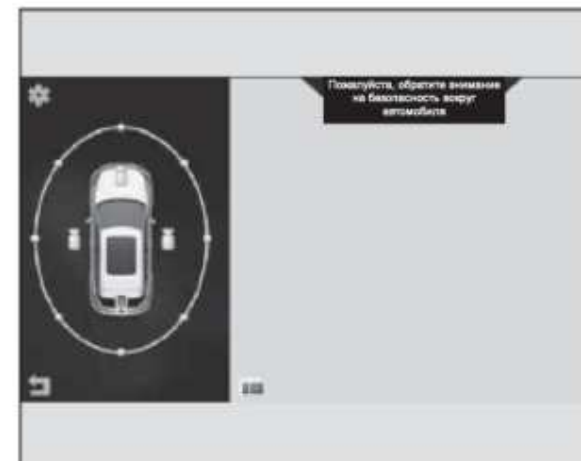 Пожалуйста, обратите внимание
на безопасность вокруг
автомобиля